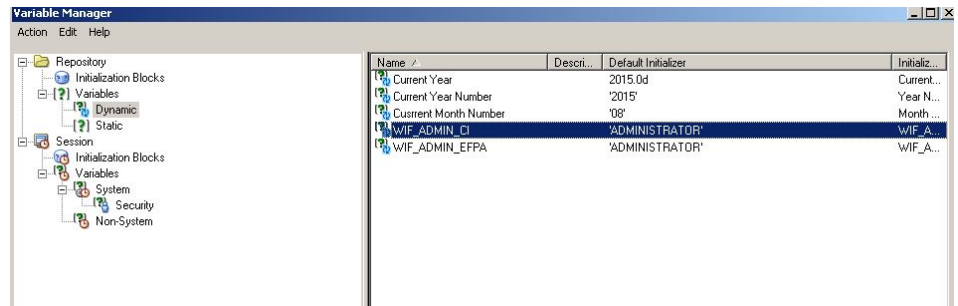 Variable Manager
Action Edit Help
Repository
Initialization Blocks
Variables
Dynamic
Static
Session
Initialization Blocks
Variables
System
Security
Non-System
Name Descri... Default Initializer Initializ...
Current Year 2015.0d Current...
Current Year Number '2015' Year N...
Cusrrent Month Number '08' Month ...
WIF_ADMIN_CI 'ADMINISTRATOR' WIF_A...
WIF_ADMIN_EFPA 'ADMINISTRATOR' WIF_A...